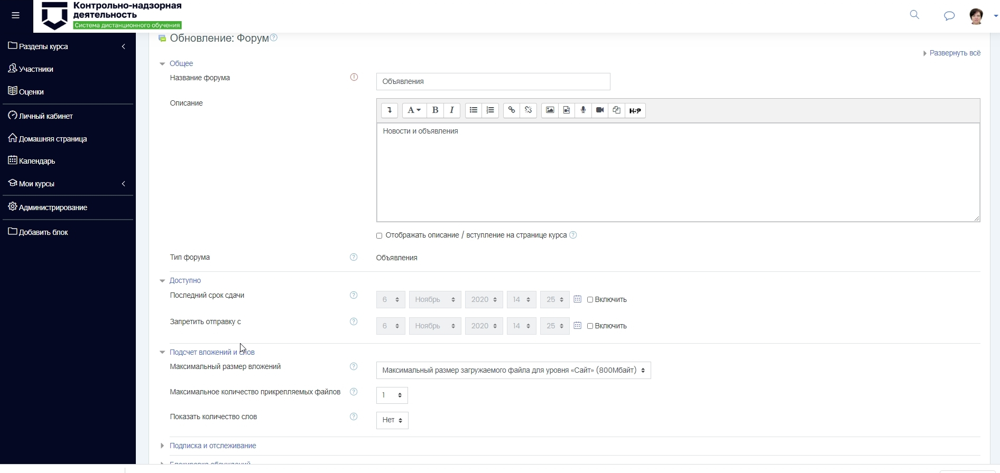 Контрольно-надзорная
деятельность
Система дистанционного обучения
Разделы курса
Участники
Оценки
Личный кабинет
Домашняя страница
Календарь
Мои курсы
Администрирование
Добавить блок
Обновление: Форум
Развернуть всё
Общее
Название форума
Объявления
Описание
A B I H5P
Новости и объявления
Отображать описание / вступление на странице курса
Тип форума
Объявления
Доступно
Последний срок сдачи
6 Ноябрь 2020 14 25 Включить
Запретить отправку с
6 Ноябрь 2020 14 25 Включить
Подсчет вложений и слов
Максимальный размер вложений
Максимальный размер загружаемого файла для уровня «Сайт» (800Мбайт)
Максимальное количество прикрепляемых файлов
1
Показать количество слов
Нет
Подписка и отслеживание
Блокировка обсуждений